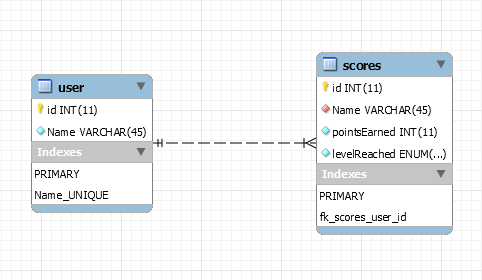 user
id INT(11)
Name VARCHAR(45)
Indexes
PRIMARY
Name_UNIQUE
scores
id INT(11)
Name VARCHAR(45)
pointsEarned INT(11)
levelReached ENUM(...)
Indexes
PRIMARY
fk_scores_user_id